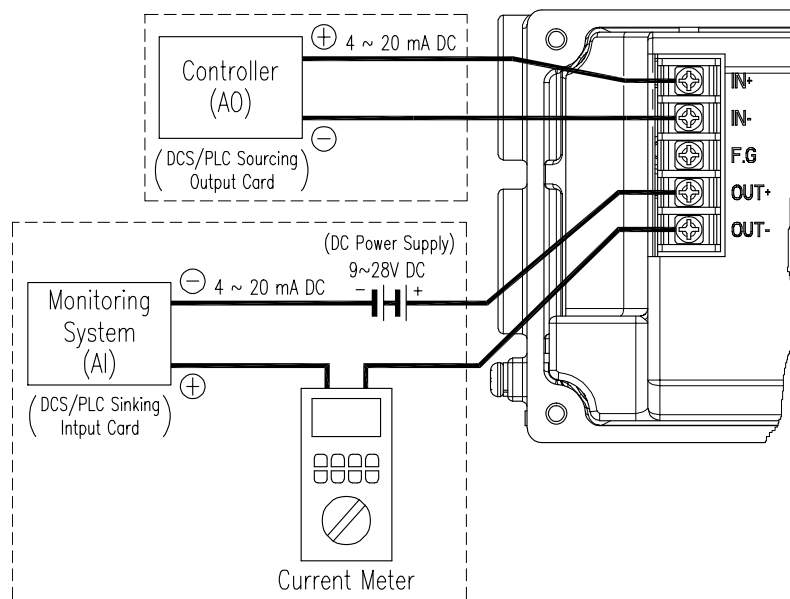 ⊕ 4 ~ 20 mA DC
Controller
(AO)
⊖
(DCS/PLC Sourcing
Output Card)
IN+
IN-
F.G
OUT+
OUT-
(DC Power Supply)
9~28V DC
⊖ 4 ~ 20 mA DC
− +
Monitoring
System
(AI)
⊕
(DCS/PLC Sinking
Intput Card)
Current Meter